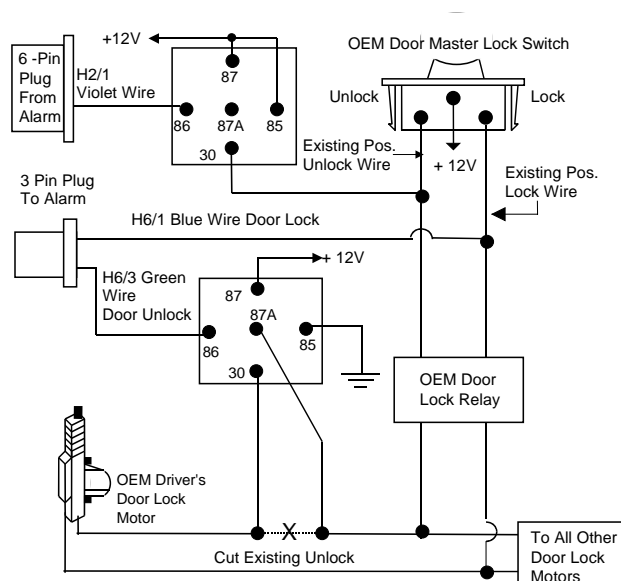 OEM Door Master Lock Switch
+12V
6 -Pin
Plug
From
Alarm
H2/1
Violet Wire
87
86
87A
85
30
Unlock
Lock
+ 12V
Existing Pos.
Unlock Wire
Existing Pos.
Lock Wire
3 Pin Plug
To Alarm
H6/1 Blue Wire Door Lock
H6/3 Green
Wire
Door Unlock
+ 12V
87
87A
86
85
30
OEM Door
Lock Relay
OEM Driver's
Door Lock
Motor
X
Cut Existing Unlock
To All Other
Door Lock
Motors